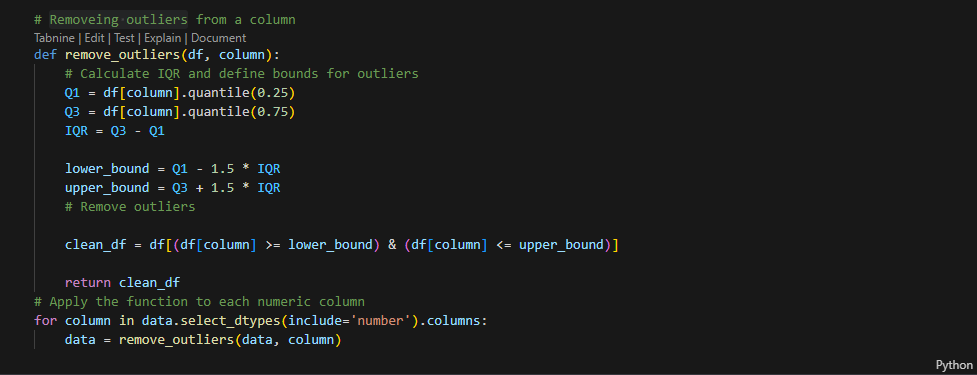 # Removeing outliers from a column
Tabnine | Edit | Test | Explain | Document
def remove_outliers(df, column):
    # Calculate IQR and define bounds for outliers
    Q1 = df[column].quantile(0.25)
    Q3 = df[column].quantile(0.75)
    IQR = Q3 - Q1

    lower_bound = Q1 - 1.5 * IQR
    upper_bound = Q3 + 1.5 * IQR
    # Remove outliers

    clean_df = df[(df[column] >= lower_bound) & (df[column] <= upper_bound)]

    return clean_df
# Apply the function to each numeric column
for column in data.select_dtypes(include='number').columns:
    data = remove_outliers(data, column)
Python